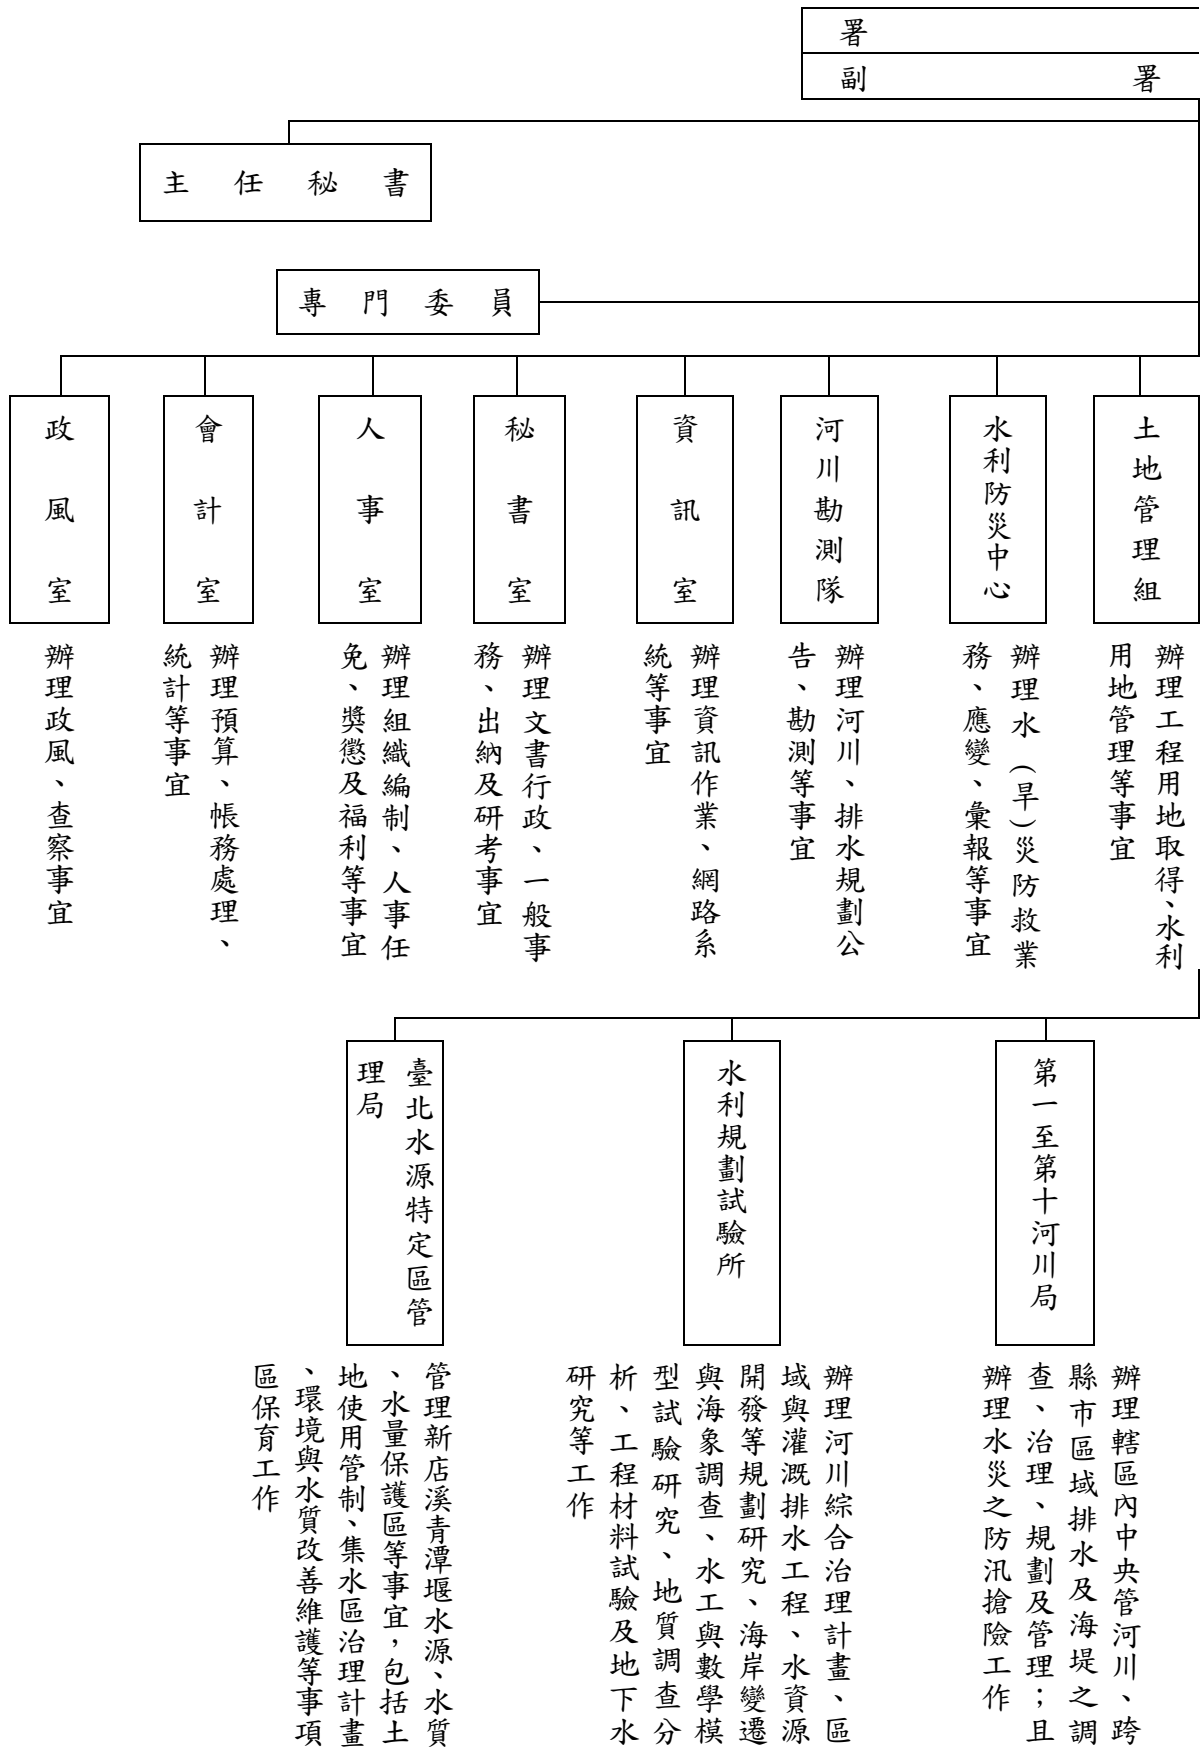 署
副 署
主任秘書
專門委員
土地管理組
辦理工程用地取得、水利
用地管理等事宜
水利防災中心
辦理水(旱)災防救業
務、應變、彙報等事宜
河川勘測隊
辦理河川、排水規劃公
告、勘測等事宜
資訊室
辦理資訊作業、網路系
統等事宜
秘書室
辦理文書行政、一般事
務、出納及研考事宜
人事室
辦理組織編制、人事任
免、獎懲及福利等事宜
會計室
辦理預算、帳務處理、
統計等事宜
政風室
辦理政風、查察事宜
第一至第十河川局
辦理轄區內中央管河川、跨
縣市區域排水及海堤之調
查、治理、規劃及管理；且
辦理水災之防汛搶險工作
水利規劃試驗所
辦理河川綜合治理計畫、區
域與灌溉排水工程、水資源
開發等規劃研究、海岸變遷
與海象調查、水工與數學模
型試驗研究、地質調查分
析、工程材料試驗及地下水
研究等工作
臺北水源特定區管
理局
管理新店溪青潭堰水源、水質
、水量保護區等事宜，包括土
地使用管制、集水區治理計畫
、環境與水質改善維護等事項
區保育工作